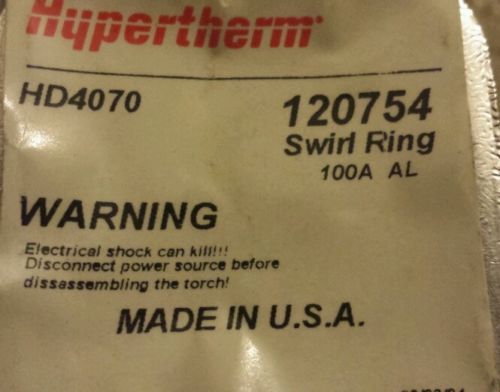 Hypertherm
HD4070
120754
Swirl Ring
100A AL
WARNING
Electrical shock can kill!!!
Disconnect power source before
dissassembling the torch!
MADE IN U.S.A.